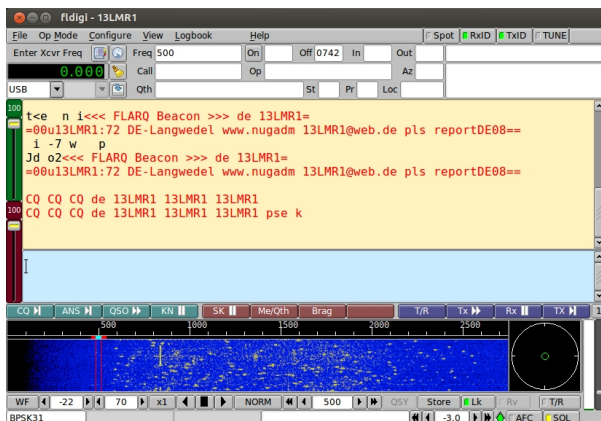 fldigi - 13LMR1
File Op Mode Configure View Logbook Help Spot RxID TxID TUNE
Enter Xcvr Freq Freq 500 On Off 0742 In Out
0.000 Call Op Az
USB Qth St Pr Loc
100
t<e n i<<< FLARQ Beacon >>> de 13LMR1=
=00u13LMR1:72 DE-Langwedel www.nugadm 13LMR1@web.de pls reportDE08==
i -7 w p
Jd o2<<< FLARQ Beacon >>> de 13LMR1=
=00u13LMR1:72 DE-Langwedel www.nugadm 13LMR1@web.de pls reportDE08==
CQ CQ CQ de 13LMR1 13LMR1 13LMR1
100
CQ CQ CQ de 13LMR1 13LMR1 13LMR1 pse k
CQ ANS QSO KN SK Me/Qth Brag T/R Tx Rx TX 1
500 1000 1500 2000 2500
WF -22 70 x1 NORM 500 QSY Store Lk Rv T/R
BPSK31 -3.0 AFC SQL